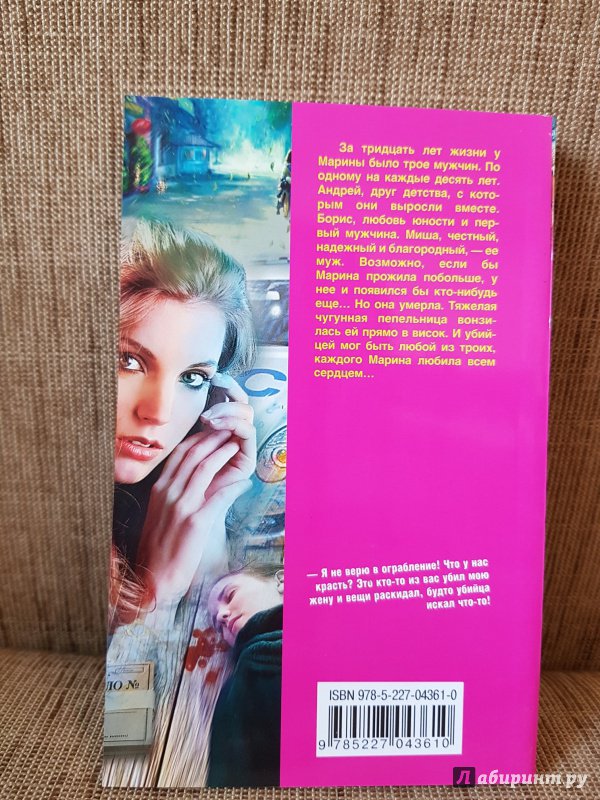 За тридцать лет жизни у
Марины было трое мужчин. По
одному на каждые десять лет.
Андрей, друг детства, с кото-
рым они выросли вместе.
Борис, любовь юности и пер-
вый мужчина. Миша, честный,
надежный и благородный, — ее
муж. Возможно, если бы
Марина прожила побольше, у
нее и появился бы кто-нибудь
еще... Но она умерла. Тяжелая
чугунная пепельница вонзи-
лась ей прямо в висок. И убий-
цей мог быть любой из троих,
каждого Марина любила всем
сердцем...
— Я не верю в ограбление! Что у нас
красть? Это кто-то из вас убил мою
жену и вещи раскидал, будто убийца
искал что-то!
ЛО №
ISBN 978-5-227-04361-0
9 785227 043610
Лабиринт.ру